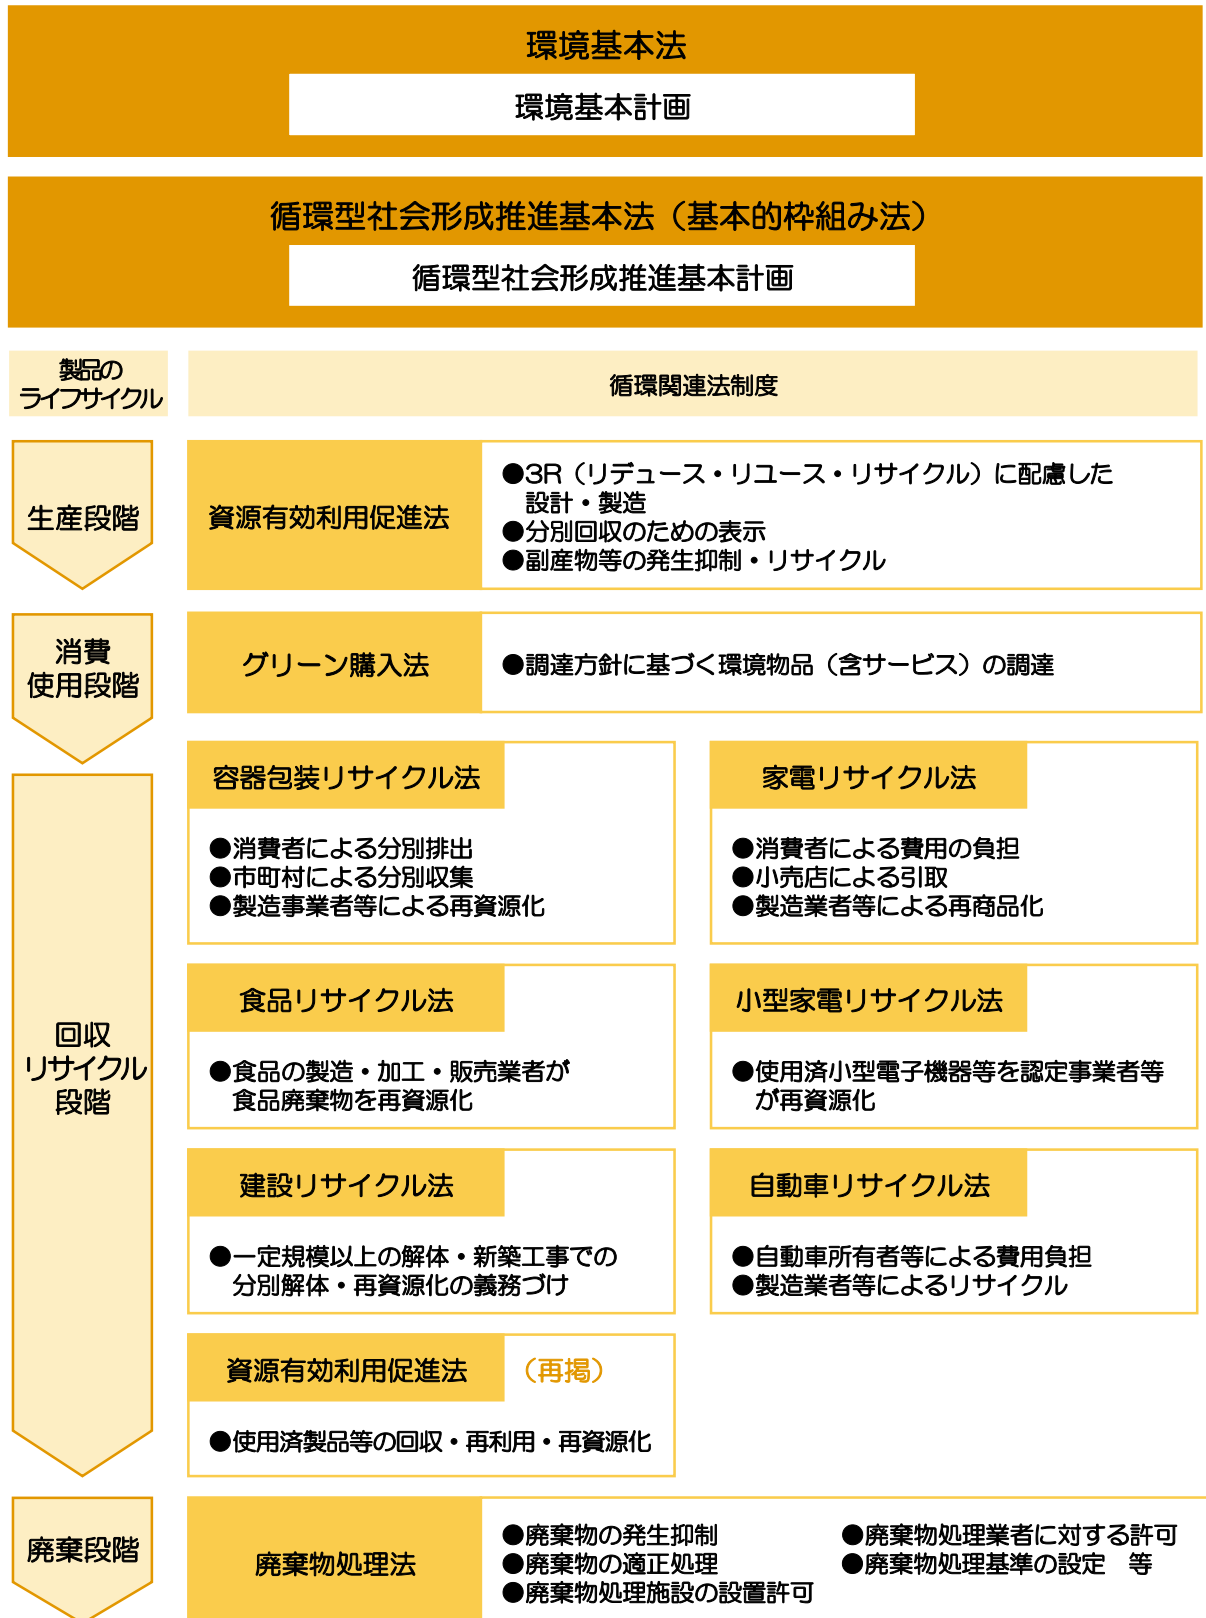 環境基本法
環境基本計画
循環型社会形成推進基本法（基本的枠組み法）
循環型社会形成推進基本計画
製品の
ライフサイクル
循環関連法制度
生産段階
資源有効利用促進法
●3R（リデュース・リユース・リサイクル）に配慮した
設計・製造
●分別回収のための表示
●副産物等の発生抑制・リサイクル
消費
使用段階
グリーン購入法
●調達方針に基づく環境物品（含サービス）の調達
回収
リサイクル
段階
容器包装リサイクル法
●消費者による分別排出
●市町村による分別収集
●製造事業者等による再資源化
家電リサイクル法
●消費者による費用の負担
●小売店による引取
●製造業者等による再商品化
食品リサイクル法
●食品の製造・加工・販売業者が
食品廃棄物を再資源化
小型家電リサイクル法
●使用済小型電子機器等を認定事業者等
が再資源化
建設リサイクル法
●一定規模以上の解体・新築工事での
分別解体・再資源化の義務づけ
自動車リサイクル法
●自動車所有者等による費用負担
●製造業者等によるリサイクル
資源有効利用促進法（再掲）
●使用済製品等の回収・再利用・再資源化
廃棄段階
廃棄物処理法
●廃棄物の発生抑制
●廃棄物の適正処理
●廃棄物処理施設の設置許可
●廃棄物処理業者に対する許可
●廃棄物処理基準の設定　等